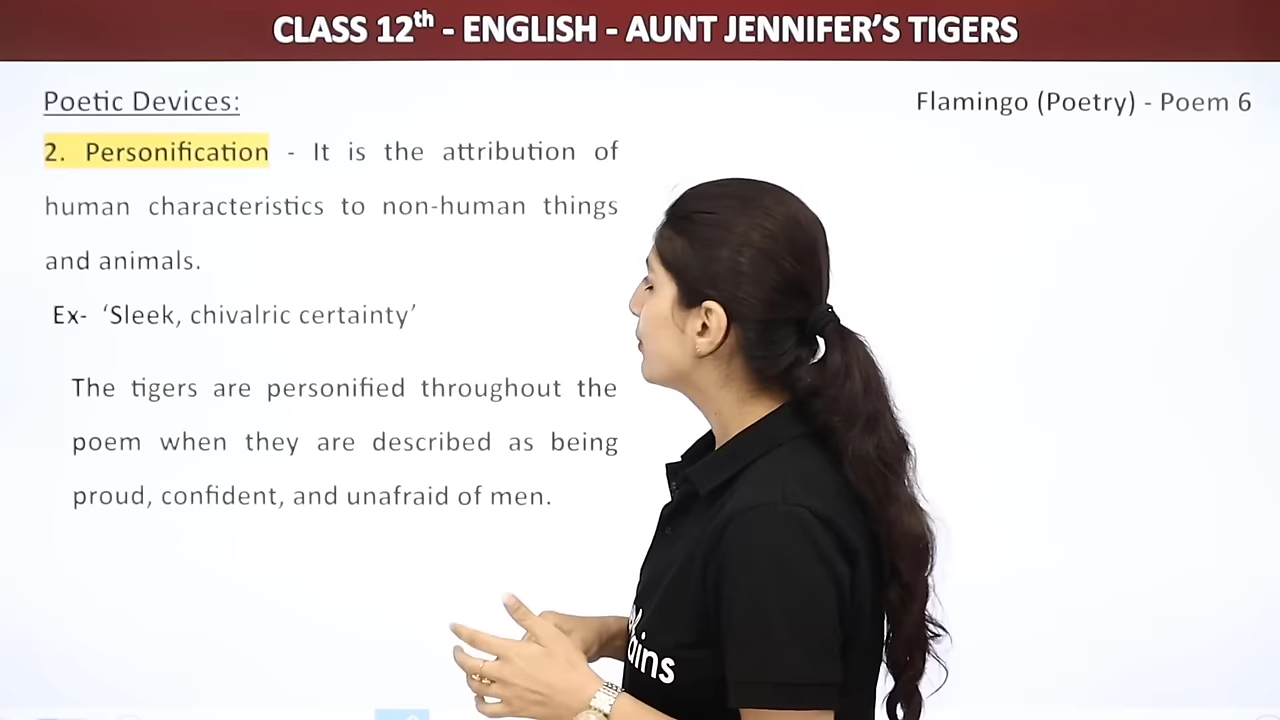 CLASS 12th - ENGLISH - AUNT JENNIFER'S TIGERS
Poetic Devices:
Flamingo (Poetry) - Poem 6
2. Personification - It is the attribution of
human characteristics to non-human things
and animals.
Ex- ‘Sleek, chivalric certainty’
The tigers are personified throughout the
poem when they are described as being
proud, confident, and unafraid of men.